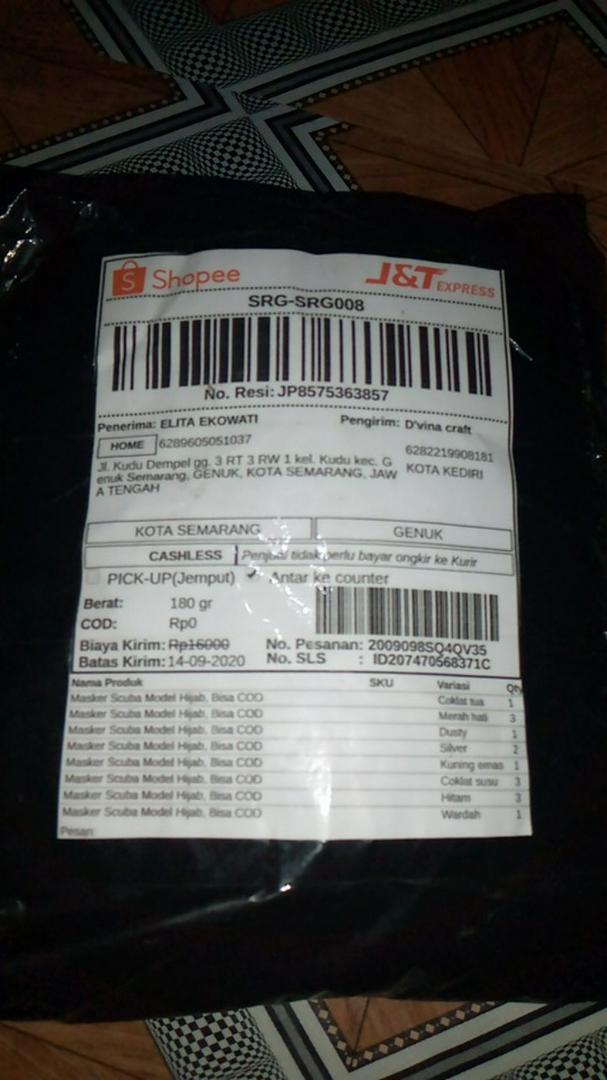 Shopee J&T EXPRESS
SRG-SRG008
No. Resi: JP8575363857
Penerima: ELITA EKOWATI Pengirim: D'vina craft
HOME 6289605051037 6282219908181
Jl. Kudu Dempel gg. 3 RT 3 RW 1 kel. Kudu kec. G KOTA KEDIRI
enuk Semarang, GENUK, KOTA SEMARANG, JAW
A TENGAH
KOTA SEMARANG GENUK
CASHLESS Penjual tidak perlu bayar ongkir ke Kurir
PICK-UP(Jemput) ✔ Antar ke counter
Berat: 180 gr
COD: Rp0
Biaya Kirim: Rp16000 No. Pesanan: 2009098SQ4QV35
Batas Kirim: 14-09-2020 No. SLS : ID207470568371C
Nama Produk SKU Variasi Qty
Masker Scuba Model Hijab, Bisa COD Coklat tua 1
Masker Scuba Model Hijab, Bisa COD Merah hati 3
Masker Scuba Model Hijab, Bisa COD Dusty 1
Masker Scuba Model Hijab, Bisa COD Silver 2
Masker Scuba Model Hijab, Bisa COD Kuning emas 1
Masker Scuba Model Hijab, Bisa COD Coklat susu 3
Masker Scuba Model Hijab, Bisa COD Hitam 3
Masker Scuba Model Hijab, Bisa COD Wardah 1
Pesan: